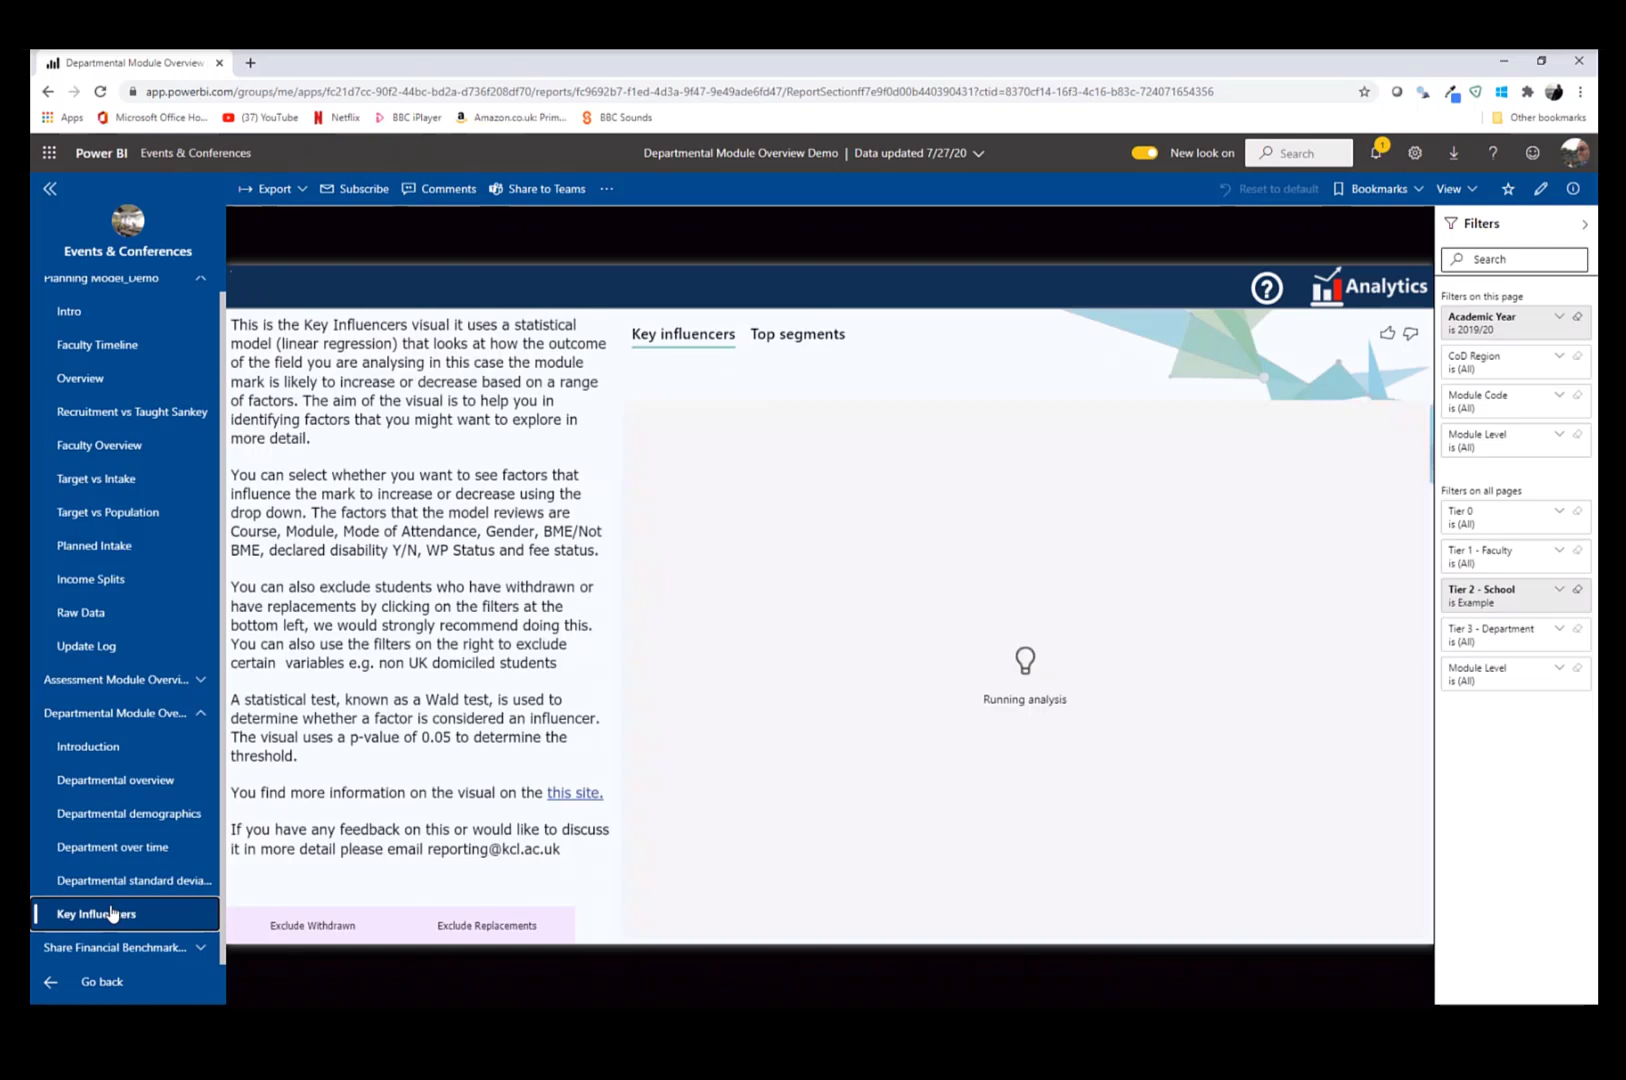 Departmental Module Overview
app.powerbi.com/groups/me/apps/fc21d7cc-90f2-44bc-bd2a-d736f208df70/reports/fc9692b7-f1ed-4d3a-9f47-9e49ade6fd47/ReportSectionff7e9f0d00b440390431?ctid=8370cf14-16f3-4c16-b83c-724071654356
Apps Microsoft Office Ho... (37) YouTube Netflix BBC iPlayer Amazon.co.uk: Prim... BBC Sounds Other bookmarks
Power BI Events & Conferences Departmental Module Overview Demo | Data updated 7/27/20 New look on Search 1
Export Subscribe Comments Share to Teams ... Reset to default Bookmarks View
Events & Conferences
Planning Model_Demo
Intro
Faculty Timeline
Overview
Recruitment vs Taught Sankey
Faculty Overview
Target vs Intake
Target vs Population
Planned Intake
Income Splits
Raw Data
Update Log
Assessment Module Overvi...
Departmental Module Ove...
Introduction
Departmental overview
Departmental demographics
Department over time
Departmental standard devia...
Key Influencers
Share Financial Benchmark...
Go back
Analytics
This is the Key Influencers visual it uses a statistical
model (linear regression) that looks at how the outcome
of the field you are analysing in this case the module
mark is likely to increase or decrease based on a range
of factors. The aim of the visual is to help you in
identifying factors that you might want to explore in
more detail.
You can select whether you want to see factors that
influence the mark to increase or decrease using the
drop down. The factors that the model reviews are
Course, Module, Mode of Attendance, Gender, BME/Not
BME, declared disability Y/N, WP Status and fee status.
You can also exclude students who have withdrawn or
have replacements by clicking on the filters at the
bottom left, we would strongly recommend doing this.
You can also use the filters on the right to exclude
certain variables e.g. non UK domiciled students
A statistical test, known as a Wald test, is used to
determine whether a factor is considered an influencer.
The visual uses a p-value of 0.05 to determine the
threshold.
You find more information on the visual on the this site.
If you have any feedback on this or would like to discuss
it in more detail please email reporting@kcl.ac.uk
Exclude Withdrawn Exclude Replacements
Key influencers Top segments
Running analysis
Filters
Search
Filters on this page
Academic Year
is 2019/20
CoD Region
is (All)
Module Code
is (All)
Module Level
is (All)
Filters on all pages
Tier 0
is (All)
Tier 1 - Faculty
is (All)
Tier 2 - School
is Example
Tier 3 - Department
is (All)
Module Level
is (All)